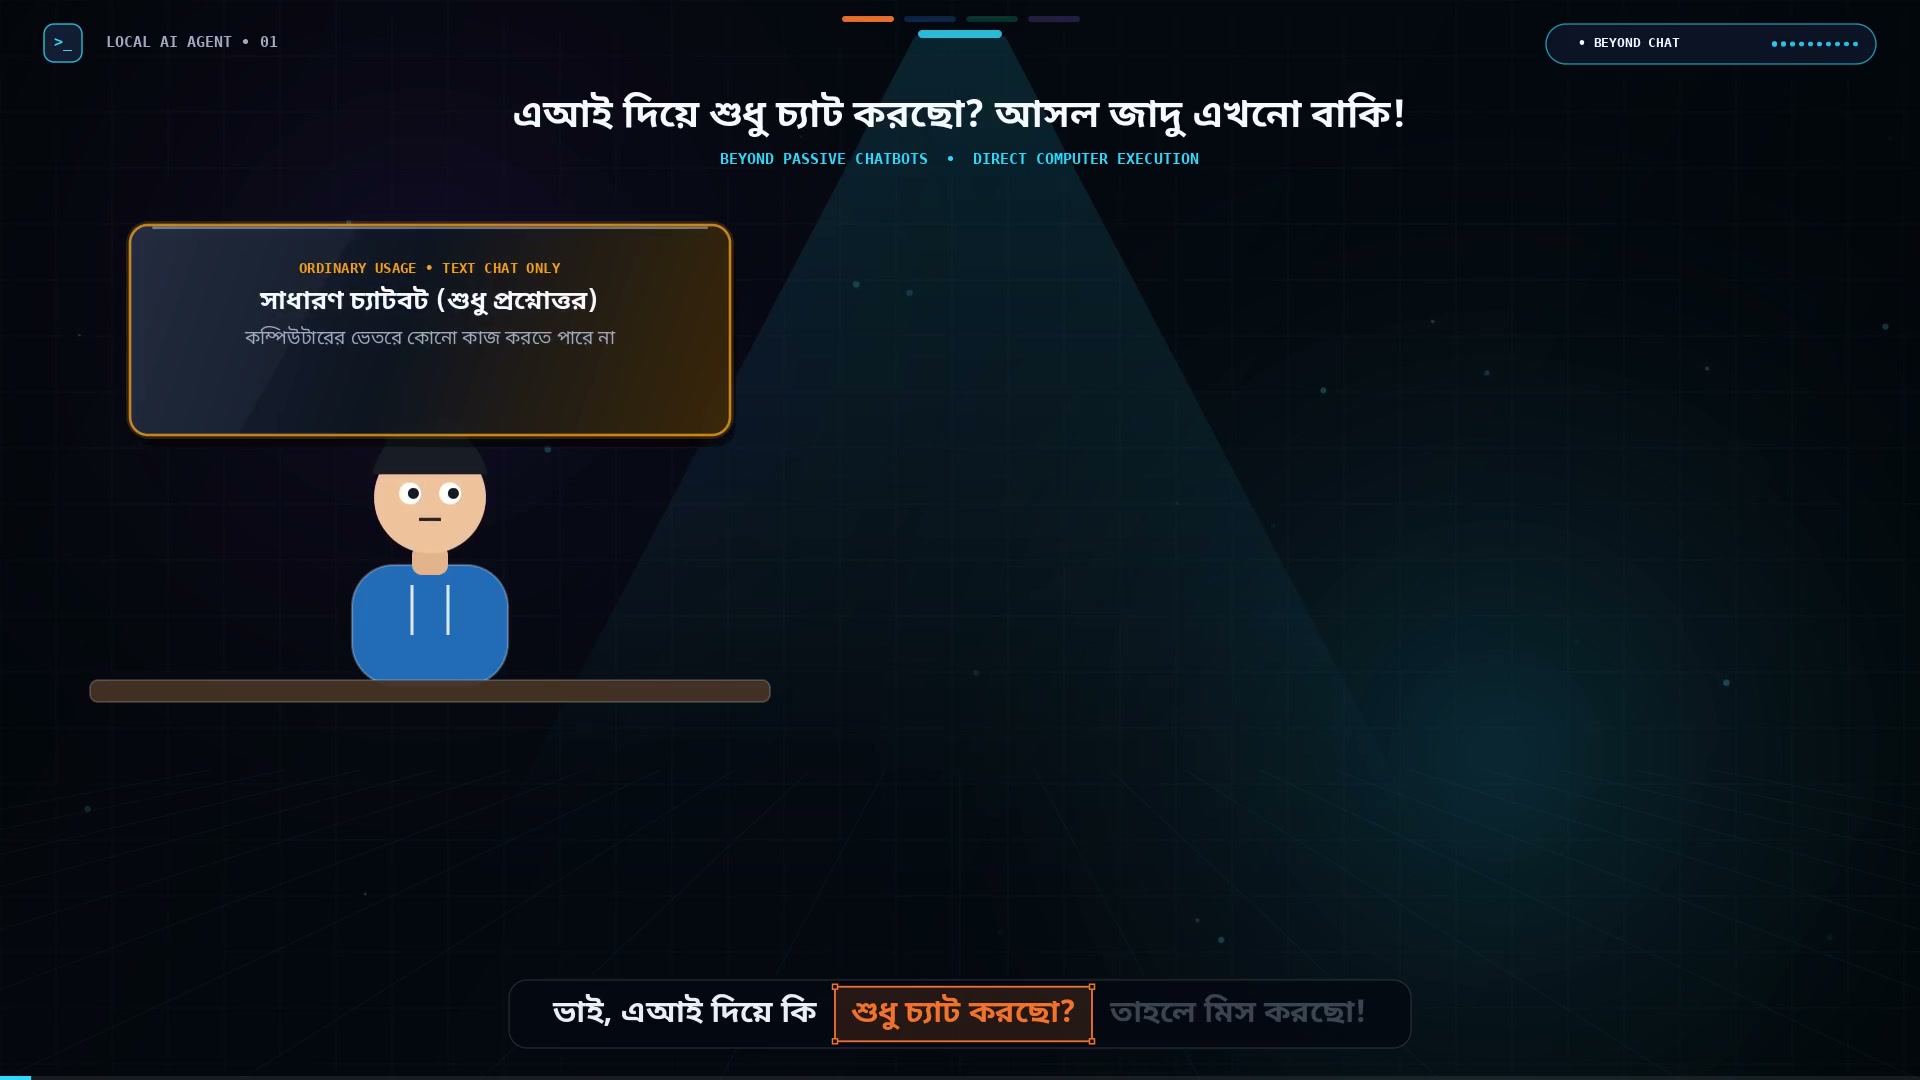 >_ LOCAL AI AGENT • 01
• BEYOND CHAT
এআই দিয়ে শুধু চ্যাট করছো? আসল জাদু এখনো বাকি!
BEYOND PASSIVE CHATBOTS • DIRECT COMPUTER EXECUTION
ORDINARY USAGE • TEXT CHAT ONLY
সাধারণ চ্যাটবট (শুধু প্রশ্নোত্তর)
কম্পিউটারের ভেতরে কোনো কাজ করতে পারে না
ভাই, এআই দিয়ে কি শুধু চ্যাট করছো? তাহলে মিস করছো!